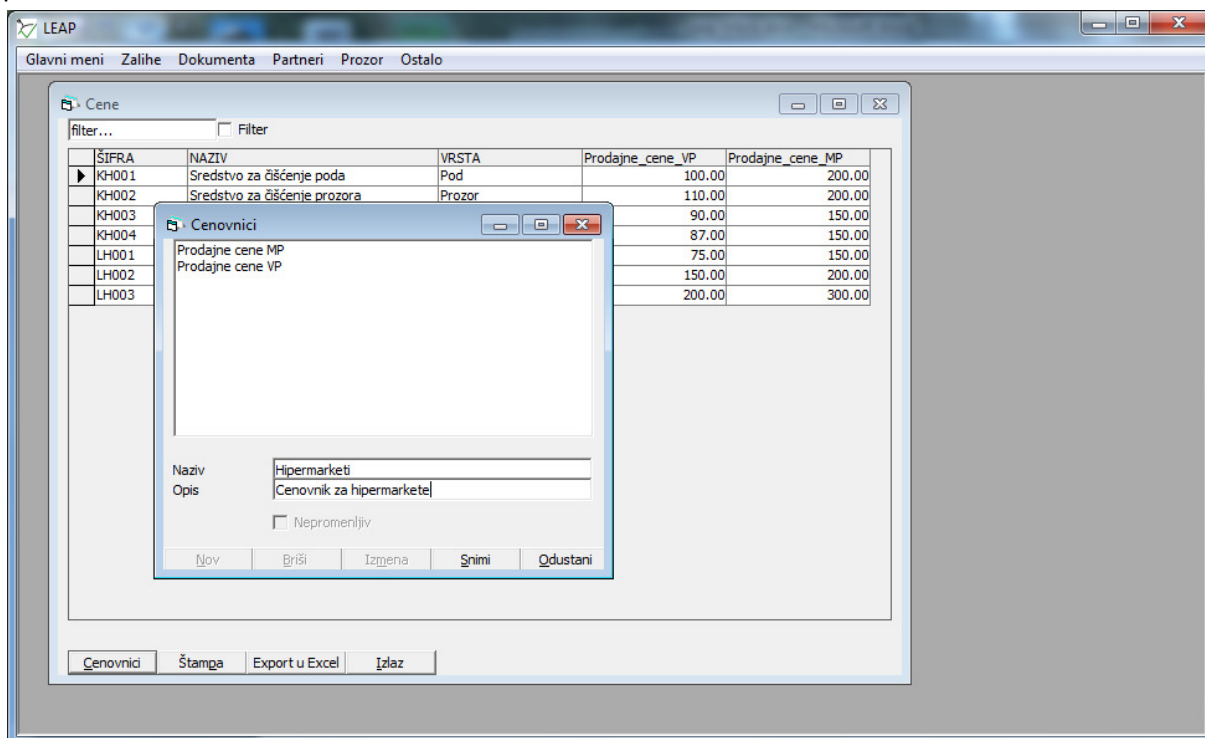 LEAP
Glavni meni Zalihe Dokumenta Partneri Prozor Ostalo
Cene
filter... Filter
ŠIFRA NAZIV VRSTA Prodajne_cene_VP Prodajne_cene_MP
KH001 Sredstvo za čišćenje poda Pod 100.00 200.00
KH002 Sredstvo za čišćenje prozora Prozor 110.00 200.00
KH003 90.00 150.00
KH004 87.00 150.00
LH001 75.00 150.00
LH002 150.00 200.00
LH003 200.00 300.00
Cenovnici
Prodajne cene MP
Prodajne cene VP
Naziv Hipermarketi
Opis Cenovnik za hipermarkete
Nepromenljiv
Nov Briši Izmena Snimi Odustani
Cenovnici Štampa Export u Excel Izlaz